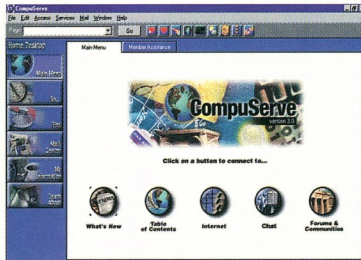 CompuServe
File Edit Access Services Mail Window Help
Page: Go
Home Desktop
Main Menu Member Assistance
Main Menu
CompuServe
version 3.0
Click on a button to connect to...
What's New
Table
of Contents
Internet
Chat
Forums &
Communities